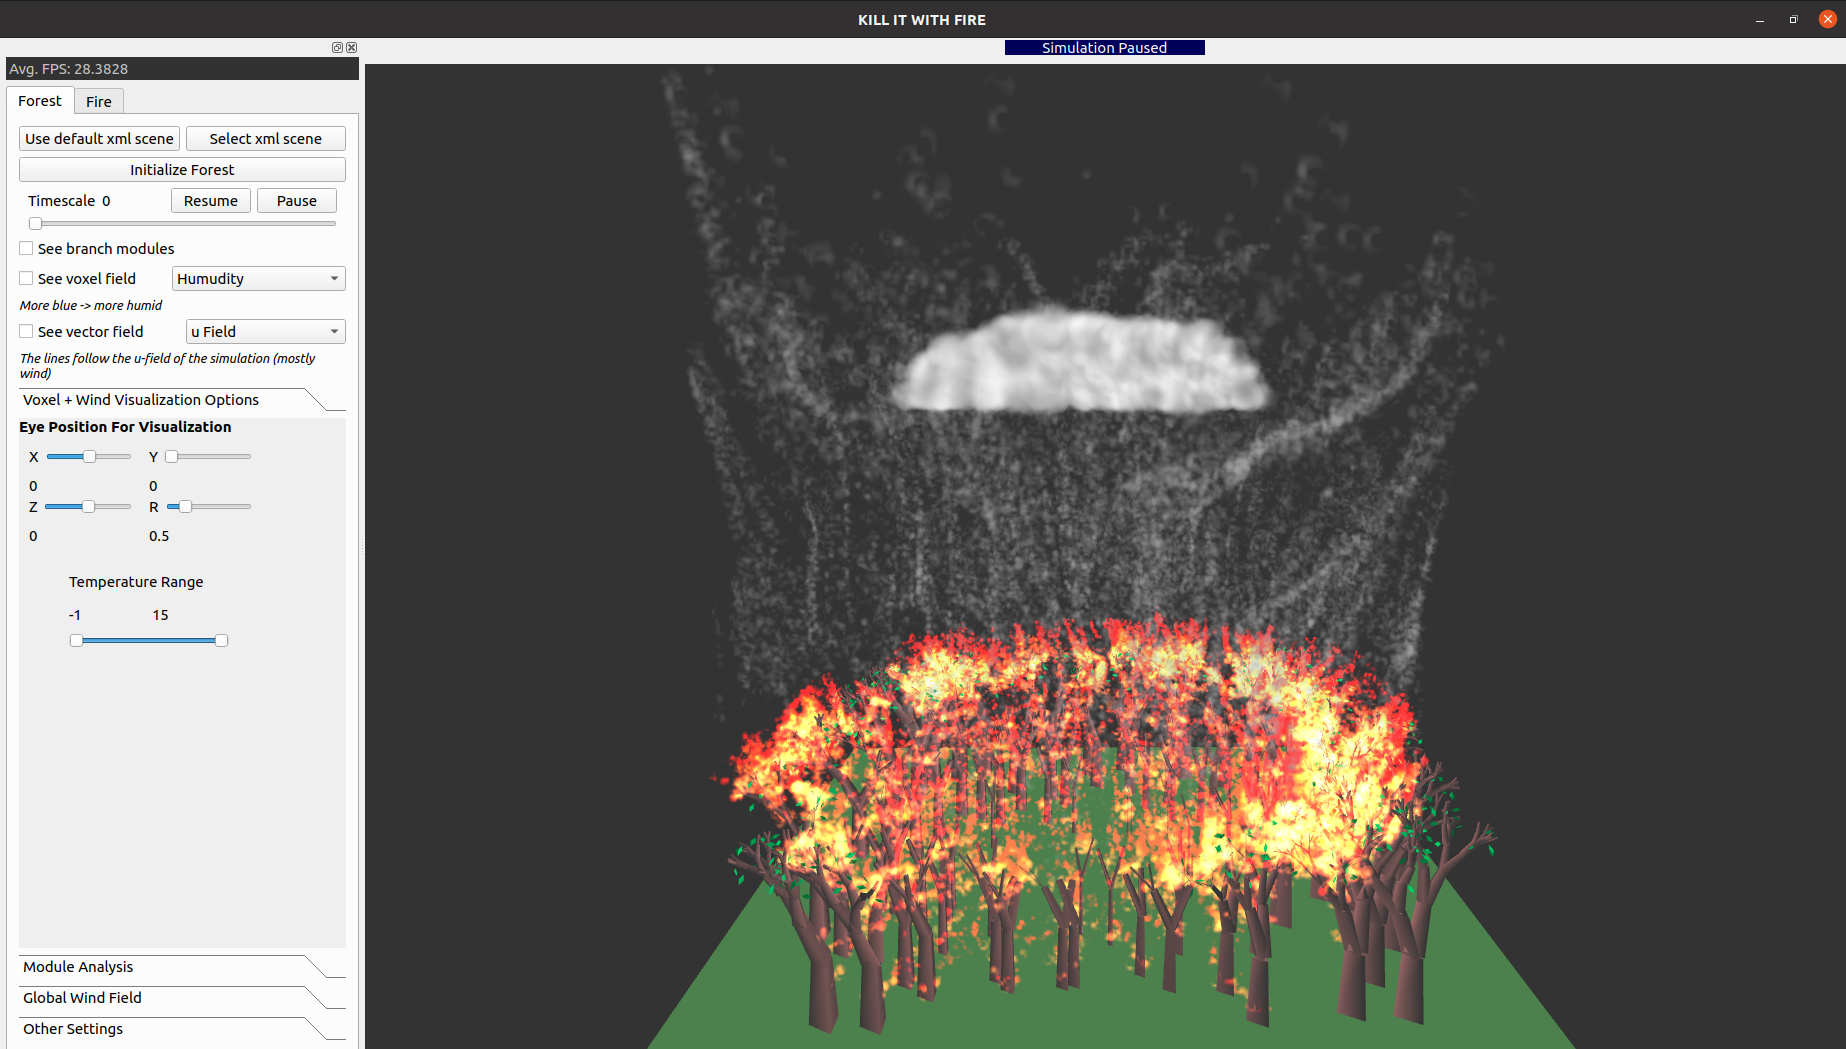 KILL IT WITH FIRE
Simulation Paused
Avg. FPS: 28.3828
Forest Fire
Use default xml scene Select xml scene
Initialize Forest
Timescale 0 Resume Pause
See branch modules
See voxel field Humudity
More blue -> more humid
See vector field u Field
The lines follow the u-field of the simulation (mostly
wind)
Voxel + Wind Visualization Options
Eye Position For Visualization
X Y
0 0
Z R
0 0.5
Temperature Range
-1 15
Module Analysis
Global Wind Field
Other Settings